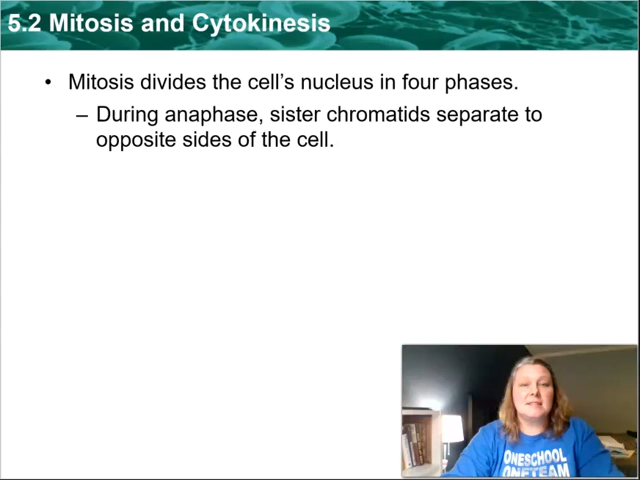 5.2 Mitosis and Cytokinesis
• Mitosis divides the cell's nucleus in four phases.
– During anaphase, sister chromatids separate to
opposite sides of the cell.
ONESCHOOL
ONETEAM